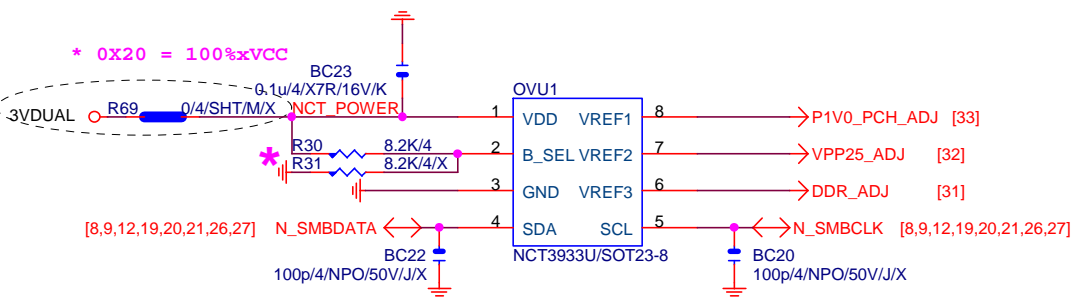 * 0X20 = 100%xVCC
BC23
0.1u/4/X7R/16V/K
OVU1
3VDUAL
R69
0/4/SHT/M/X
NCT_POWER
1
VDD
VREF1
8
P1V0_PCH_ADJ [33]
R30
8.2K/4
2
B_SEL
VREF2
7
VPP25_ADJ [32]
*
R31
8.2K/4/X
3
GND
VREF3
6
DDR_ADJ [31]
[8,9,12,19,20,21,26,27] N_SMBDATA
4
SDA
SCL
5
N_SMBCLK [8,9,12,19,20,21,26,27]
BC22
100p/4/NPO/50V/J/X
NCT3933U/SOT23-8
BC20
100p/4/NPO/50V/J/X